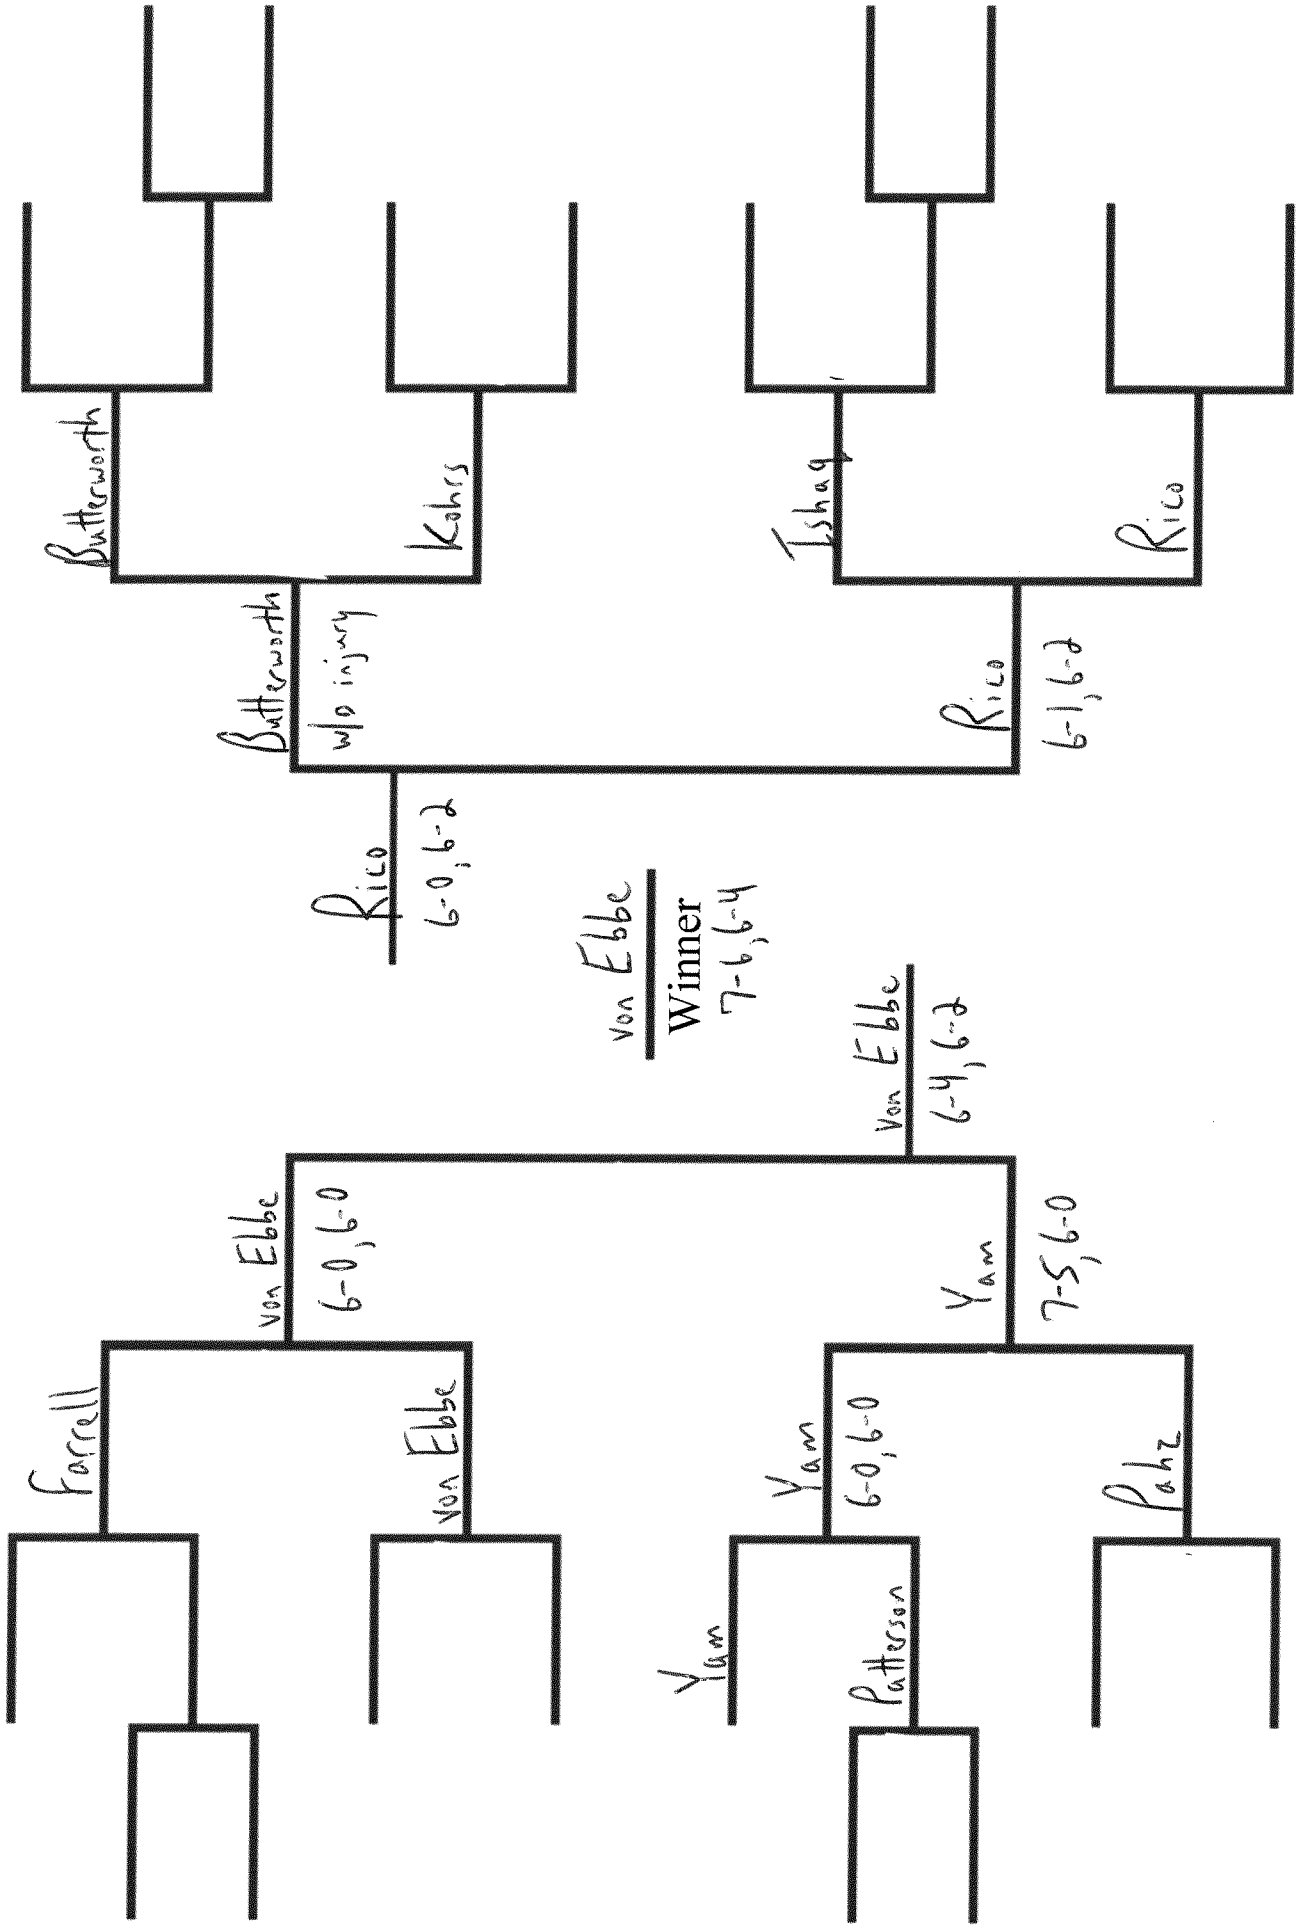 Farrell
von Ebbe
Yam
Patterson
Yam
6-0, 6-0
Pahz
von Ebbe
6-0, 6-0
Yam
7-5, 6-0
von Ebbe
6-4, 6-2
von Ebbe
Winner
7-6, 6-4
Rico
6-0, 6-2
Butterworth
w/o injury
Rico
6-1, 6-2
Butterworth
Kohrs
Ishaq
Rico